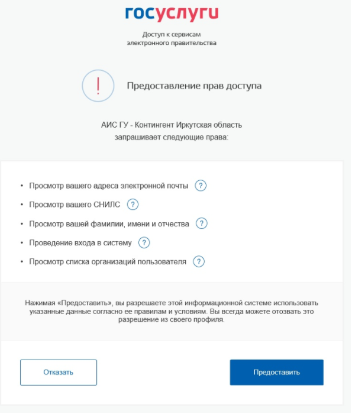 госуслуги
Доступ к сервисам
электронного правительства
Предоставление прав доступа
АИС ГУ - Контингент Иркутская область
запрашивает следующие права:
• Просмотр вашего адреса электронной почты ?
• Просмотр вашего СНИЛС ?
• Просмотр вашей фамилии, имени и отчества ?
• Проведение входа в систему ?
• Просмотр списка организаций пользователя ?
Нажимая «Предоставить», вы разрешаете этой информационной системе использовать
указанные данные согласно ее правилам и условиям. Вы всегда можете отозвать это
разрешение из своего профиля
Отказать
Предоставить